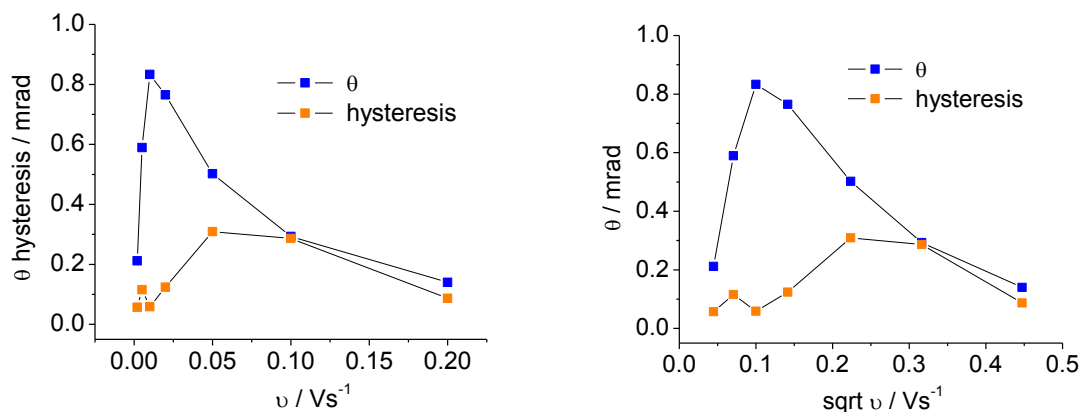 1.0
0.8
0.6
0.4
0.2
0.0
θ hysteresis / mrad
θ
hysteresis
0.00 0.05 0.10 0.15 0.20
υ / Vs⁻¹
1.0
0.8
0.6
0.4
0.2
0.0
θ / mrad
θ
hysteresis
0.0 0.1 0.2 0.3 0.4 0.5
sqrt υ / Vs⁻¹